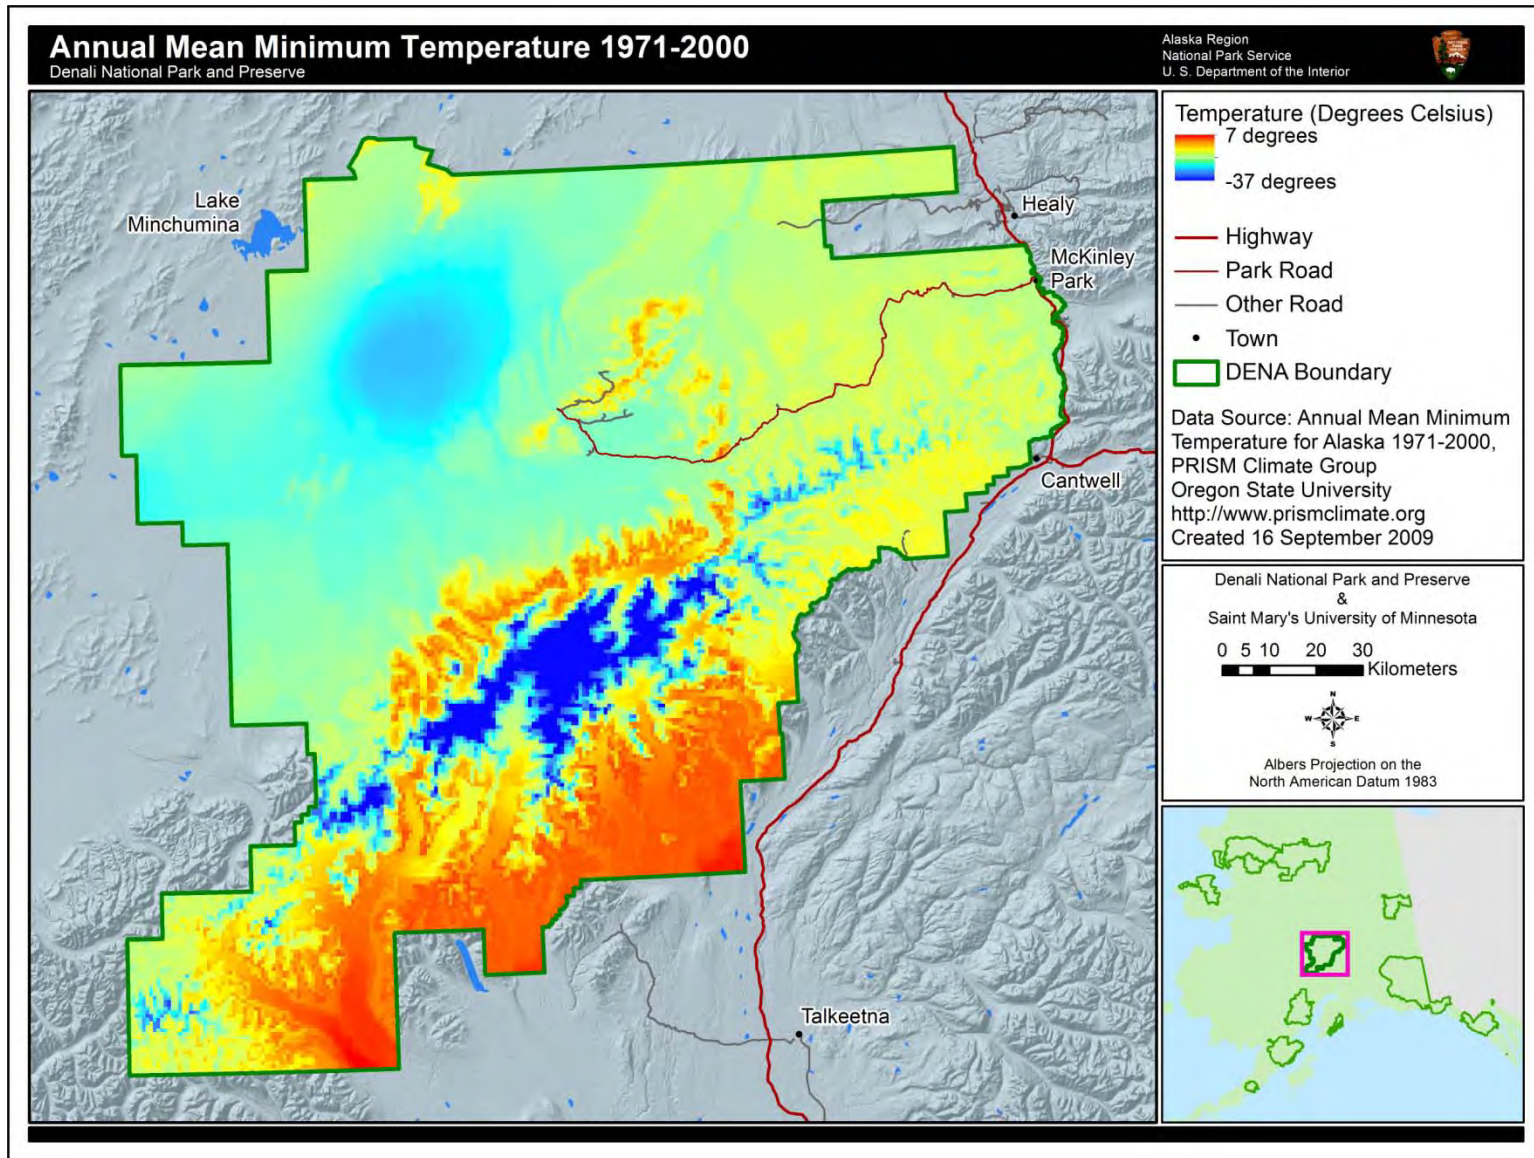 Annual Mean Minimum Temperature 1971-2000
Denali National Park and Preserve
Alaska Region
National Park Service
U. S. Department of the Interior
Lake
Minchumina
Healy
McKinley
Park
Cantwell
Talkeetna
Temperature (Degrees Celsius)
7 degrees
-37 degrees
Highway
Park Road
Other Road
Town
DENA Boundary
Data Source: Annual Mean Minimum
Temperature for Alaska 1971-2000,
PRISM Climate Group
Oregon State University
http://www.prismclimate.org
Created 16 September 2009
Denali National Park and Preserve
&
Saint Mary's University of Minnesota
0 5 10 20 30
Kilometers
N
W E
S
Albers Projection on the
North American Datum 1983